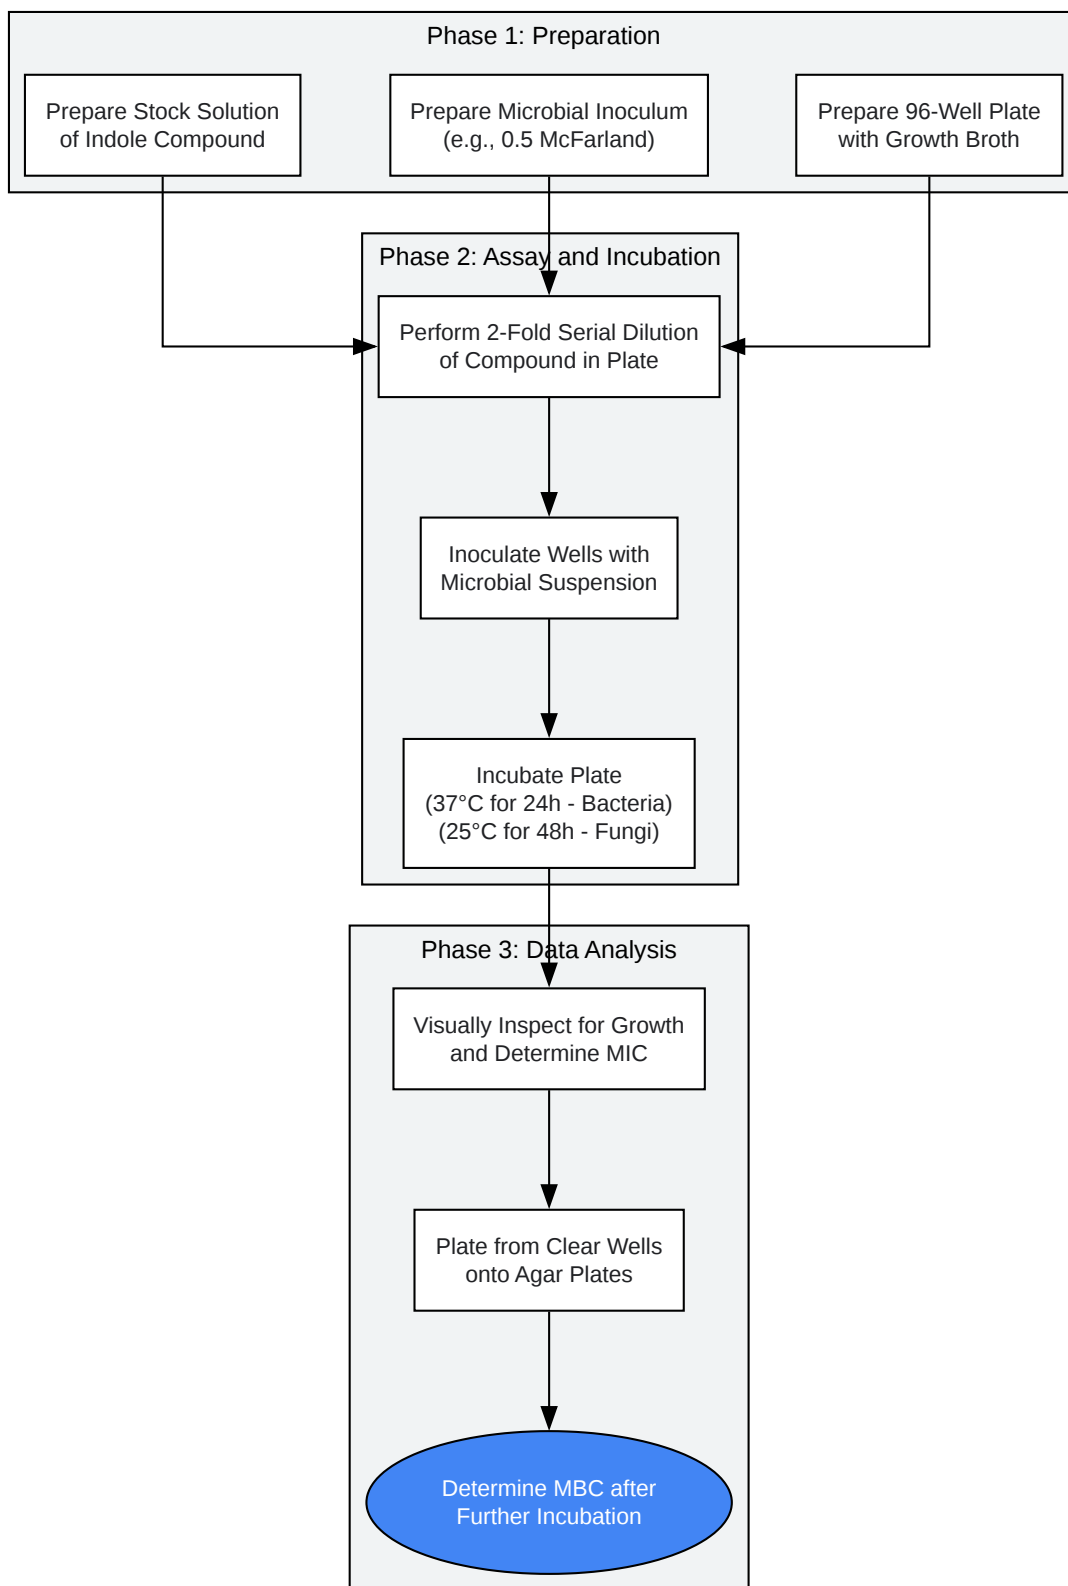 Phase 1: Preparation
Prepare Stock Solution
of Indole Compound
Prepare Microbial Inoculum
(e.g., 0.5 McFarland)
Prepare 96-Well Plate
with Growth Broth
Phase 2: Assay and Incubation
Perform 2-Fold Serial Dilution
of Compound in Plate
Inoculate Wells with
Microbial Suspension
Incubate Plate
(37°C for 24h - Bacteria)
(25°C for 48h - Fungi)
Phase 3: Data Analysis
Visually Inspect for Growth
and Determine MIC
Plate from Clear Wells
onto Agar Plates
Determine MBC after
Further Incubation